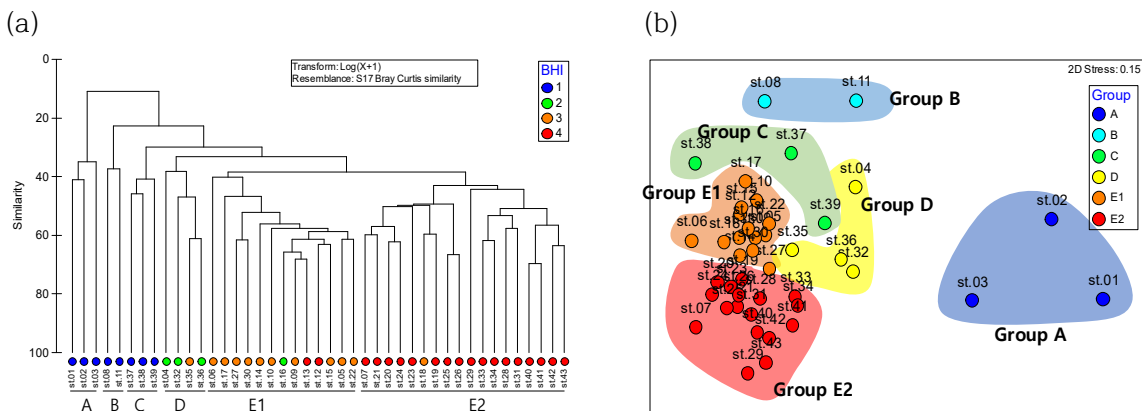 (a)
(b)
0
20
40
60
80
100
Similarity
Transform: Log(X+1)
Resemblance: S17 Bray Curtis similarity
BHI
1
2
3
4
st.01 st.02 st.03 st.08 st.11 st.37 st.38 st.39 st.04 st.32 st.35 st.36 st.06 st.17 st.27 st.30 st.14 st.10 st.16 st.09 st.13 st.12 st.15 st.05 st.22 st.07 st.21 st.20 st.24 st.23 st.18 st.19 st.25 st.26 st.29 st.33 st.34 st.28 st.31 st.40 st.41 st.42 st.43
A B C D E1 E2
2D Stress: 0.15
Group
A
B
C
D
E1
E2
st.08
st.11
Group B
Group C
st.37
st.38
st.17
st.04
Group E1
st.22
st.39
Group D
st.02
st.06
st.35
st.36
st.27
st.32
st.28
st.33
st.34
st.31
st.41
st.03
st.01
st.07
st.40
st.42
Group A
st.43
st.29
Group E2